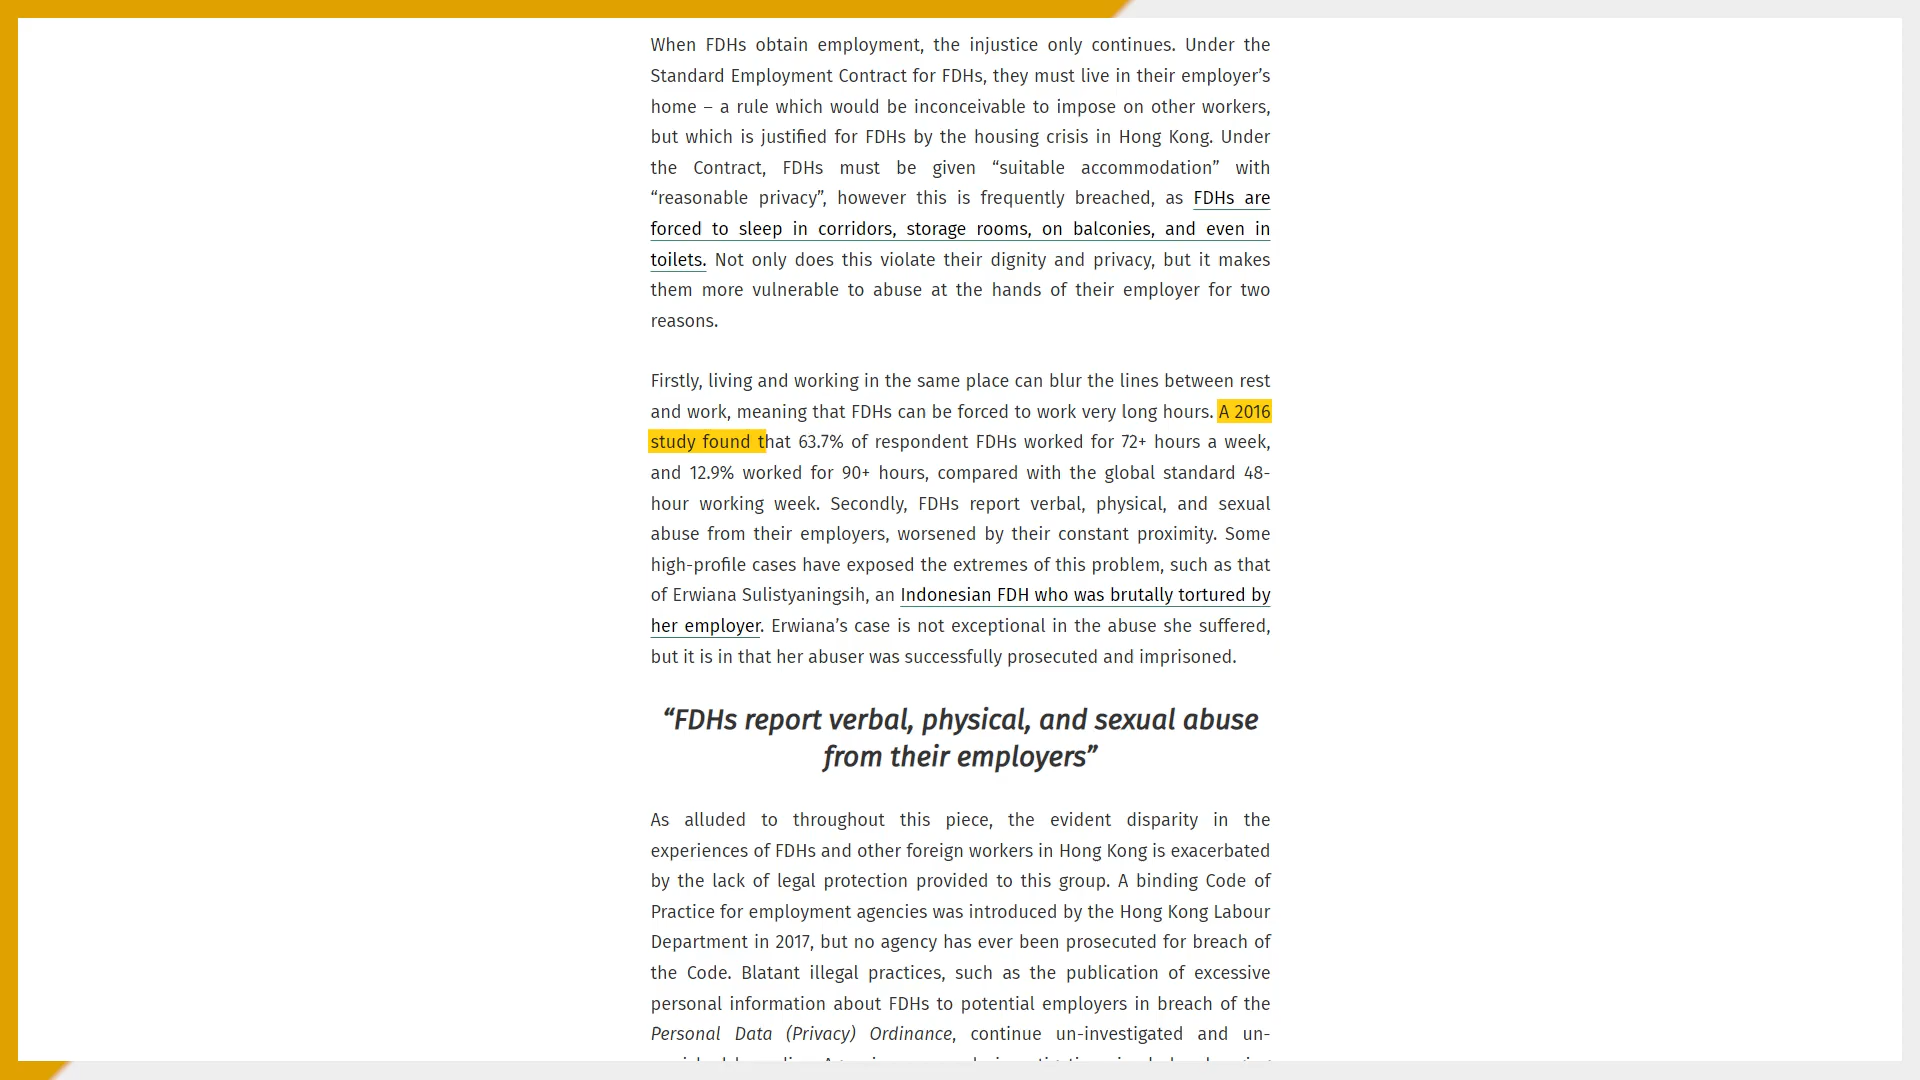 When FDHs obtain employment, the injustice only continues. Under the
Standard Employment Contract for FDHs, they must live in their employer’s
home – a rule which would be inconceivable to impose on other workers,
but which is justified for FDHs by the housing crisis in Hong Kong. Under
the Contract, FDHs must be given “suitable accommodation” with
“reasonable privacy”, however this is frequently breached, as FDHs are
forced to sleep in corridors, storage rooms, on balconies, and even in
toilets. Not only does this violate their dignity and privacy, but it makes
them more vulnerable to abuse at the hands of their employer for two
reasons.
Firstly, living and working in the same place can blur the lines between rest
and work, meaning that FDHs can be forced to work very long hours. A 2016
study found that 63.7% of respondent FDHs worked for 72+ hours a week,
and 12.9% worked for 90+ hours, compared with the global standard 48-
hour working week. Secondly, FDHs report verbal, physical, and sexual
abuse from their employers, worsened by their constant proximity. Some
high-profile cases have exposed the extremes of this problem, such as that
of Erwiana Sulistyaningsih, an Indonesian FDH who was brutally tortured by
her employer. Erwiana’s case is not exceptional in the abuse she suffered,
but it is in that her abuser was successfully prosecuted and imprisoned.
“FDHs report verbal, physical, and sexual abuse
from their employers”
As alluded to throughout this piece, the evident disparity in the
experiences of FDHs and other foreign workers in Hong Kong is exacerbated
by the lack of legal protection provided to this group. A binding Code of
Practice for employment agencies was introduced by the Hong Kong Labour
Department in 2017, but no agency has ever been prosecuted for breach of
the Code. Blatant illegal practices, such as the publication of excessive
personal information about FDHs to potential employers in breach of the
Personal Data (Privacy) Ordinance, continue un-investigated and un-